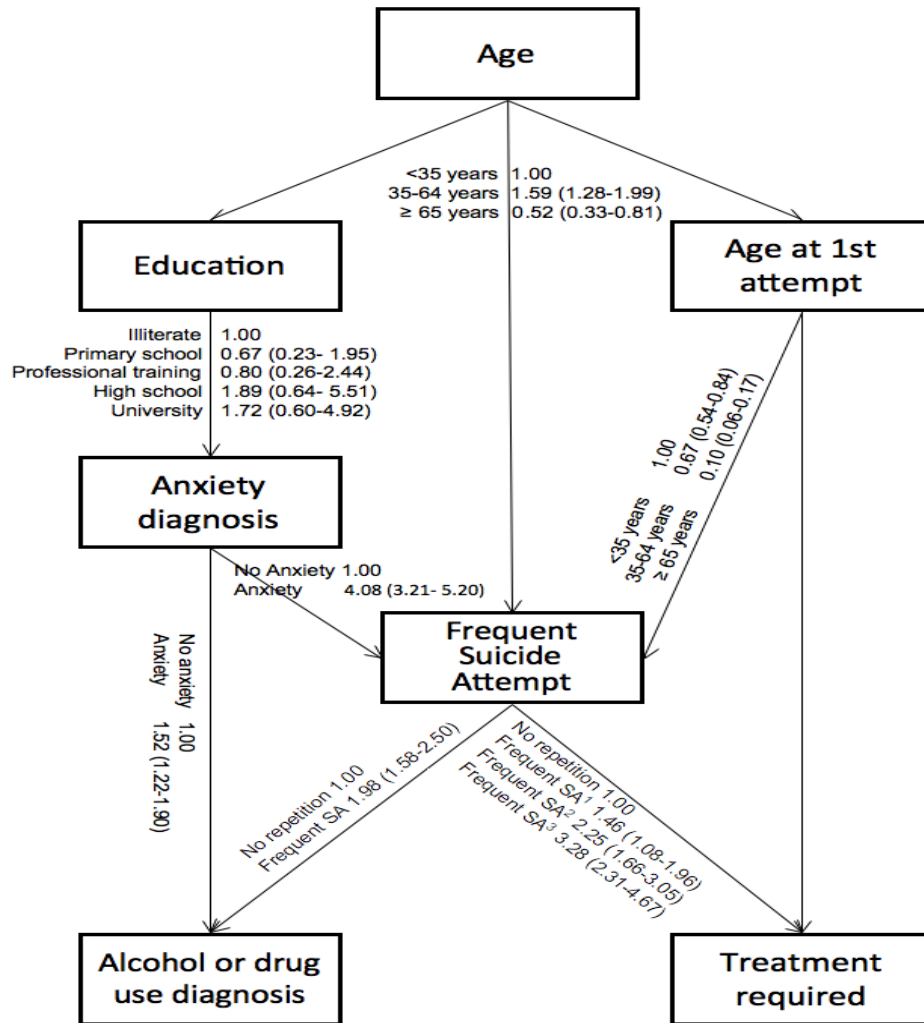 Age
<35 years 1.00
35-64 years 1.59 (1.28-1.99)
≥ 65 years 0.52 (0.33-0.81)
Education
Age at 1st
attempt
Illiterate 1.00
Primary school 0.67 (0.23- 1.95)
Professional training 0.80 (0.26-2.44)
High school 1.89 (0.64- 5.51)
University 1.72 (0.60-4.92)
<35 years 1.00
35-64 years 0.67 (0.54-0.84)
≥ 65 years 0.10 (0.06-0.17)
Anxiety
diagnosis
No Anxiety 1.00
Anxiety 4.08 (3.21- 5.20)
Frequent
Suicide
Attempt
No anxiety 1.00
Anxiety 1.52 (1.22-1.90)
No repetition 1.00
Frequent SA 1.98 (1.58-2.50)
No repetition 1.00
Frequent SA¹ 1.46 (1.08-1.96)
Frequent SA² 2.25 (1.66-3.05)
Frequent SA³ 3.28 (2.31-4.67)
Alcohol or drug
use diagnosis
Treatment
required